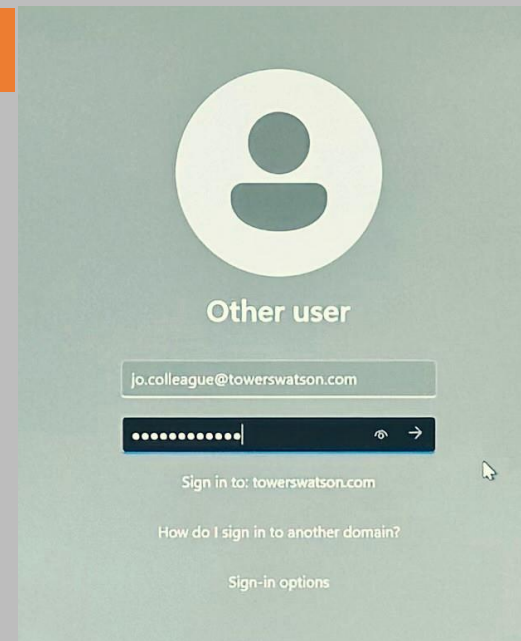 Other user
jo.colleague@towerswatson.com
••••••••••••
Sign in to: towerswatson.com
How do I sign in to another domain?
Sign-in options